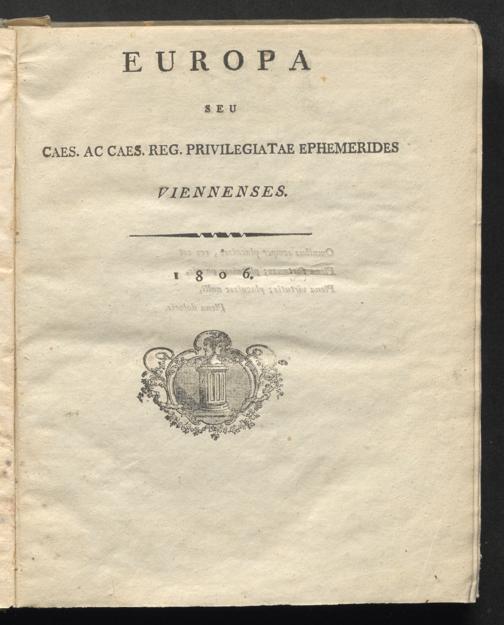 EUROPA
SEU
CAES. AC CAES. REG. PRIVILEGIATAE EPHEMERIDES
VIENNENSES.
1806.